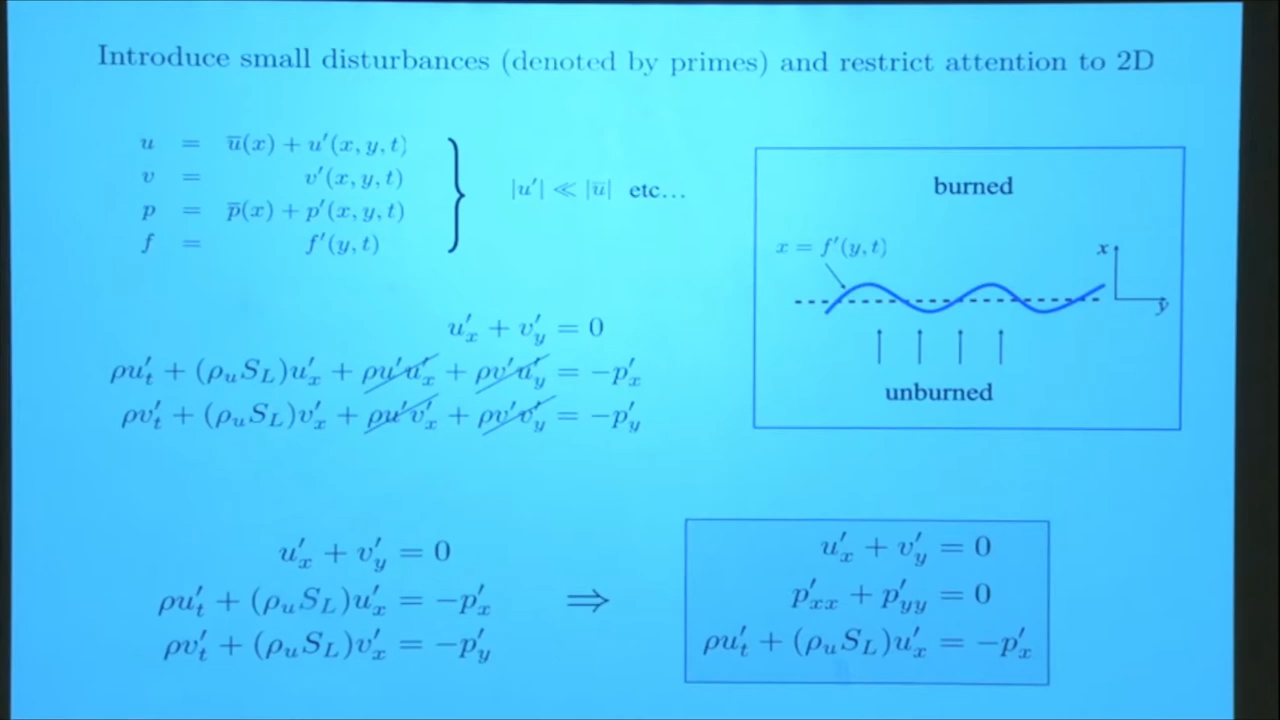 Introduce small disturbances (denoted by primes) and restrict attention to 2D
u = u̅(x) + u′(x, y, t)
v = v′(x, y, t)
p = p̅(x) + p′(x, y, t)
f = f′(y, t)
|u′| ≪ |u̅| etc...
burned
x = f′(y, t)
x
y
unburned
u′ₓ + v′_y = 0
ρu′_t + (ρ_u S_L)u′_x + ρu′u′_x + ρv′u′_y = −p′_x
ρv′_t + (ρ_u S_L)v′_x + ρu′v′_x + ρv′v′_y = −p′_y
u′_x + v′_y = 0
ρu′_t + (ρ_u S_L)u′_x = −p′_x
ρv′_t + (ρ_u S_L)v′_x = −p′_y
⇒
u′_x + v′_y = 0
p′_xx + p′_yy = 0
ρu′_t + (ρ_u S_L)u′_x = −p′_x